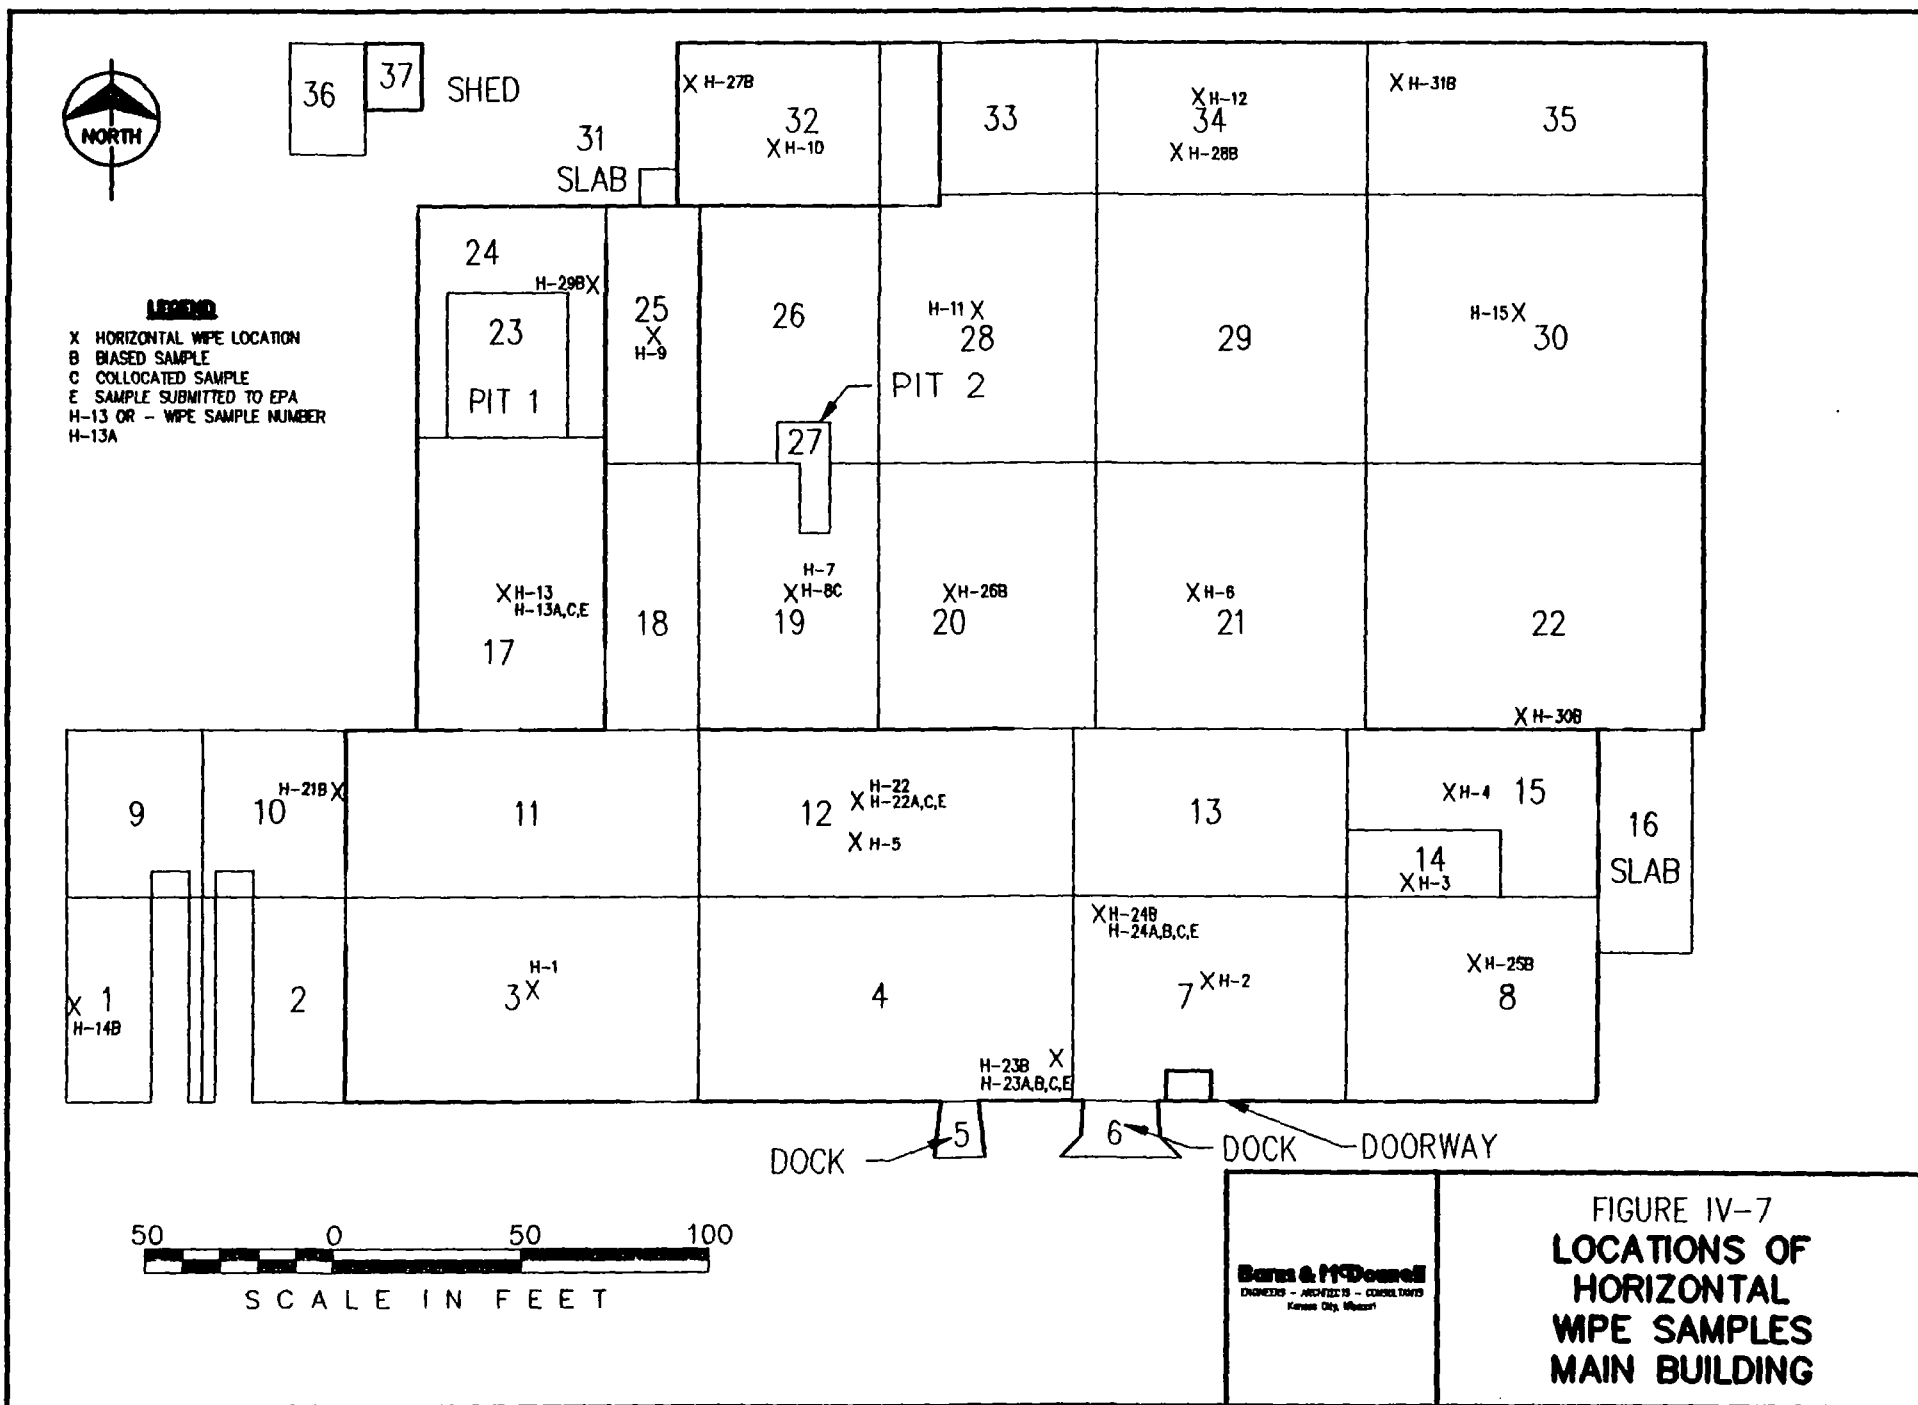 36
37
SHED
NORTH
31
SLAB
X H-27B
32
X H-10
33
X H-12
34
X H-28B
X H-31B
35
24
H-29B X
23
PIT 1
25
X
H-9
26
H-11 X
28
PIT 2
27
29
H-15 X
30
LEGEND
X HORIZONTAL WIPE LOCATION
B BIASED SAMPLE
C COLLOCATED SAMPLE
E SAMPLE SUBMITTED TO EPA
H-13 OR - WIPE SAMPLE NUMBER
H-13A
X H-13
H-13A,C,E
17
18
H-7
X H-8C
19
X H-26B
20
X H-6
21
22
X H-30B
9
10
H-21B X
11
12
X H-22
H-22A,C,E
X H-5
13
X H-4
15
14
X H-3
16
SLAB
X 1
H-14B
2
H-1
3 X
4
H-23B X
H-23A,B,C,E
X H-24B
H-24A,B,C,E
7 X H-2
X H-25B
8
DOCK
5
6
DOCK
DOORWAY
50 0 50 100
SCALE IN FEET
Burns & McDonnell
ENGINEERS - ARCHITECTS - CONSULTANTS
Kansas City, Missouri
FIGURE IV-7
LOCATIONS OF
HORIZONTAL
WIPE SAMPLES
MAIN BUILDING